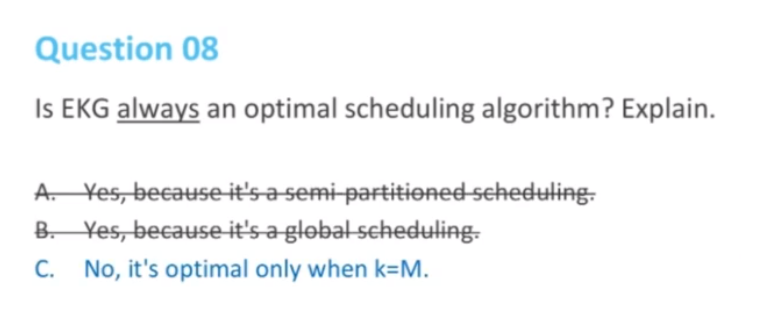 Question 08
Is EKG always an optimal scheduling algorithm? Explain.
A. Yes, because it's a semi-partitioned scheduling.
B. Yes, because it's a global scheduling.
C. No, it's optimal only when k=M.